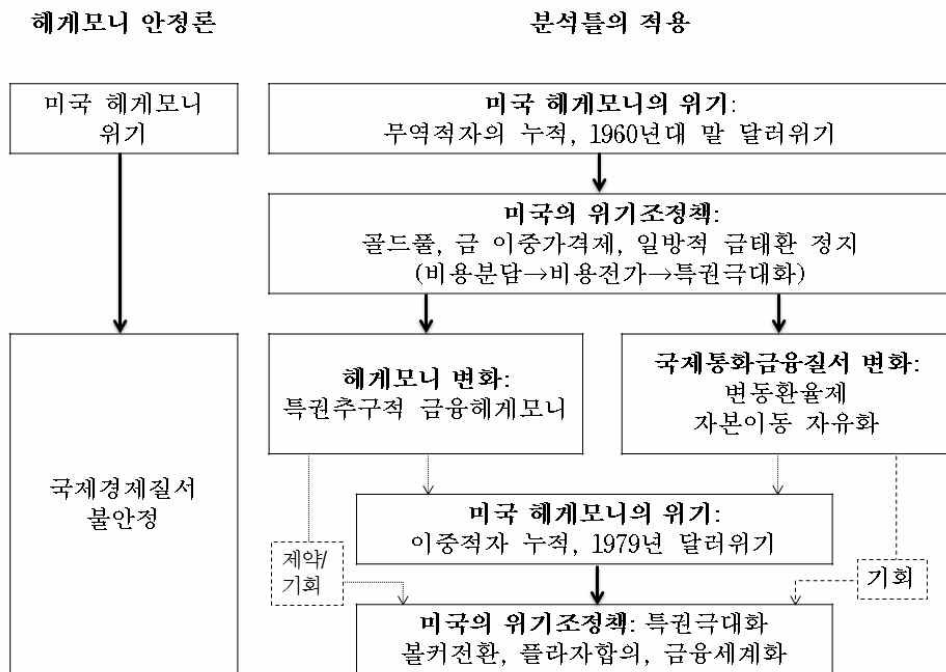 헤게모니 안정론
분석틀의 적용
미국 헤게모니
위기
미국 헤게모니의 위기:
무역적자의 누적, 1960년대 말 달러위기
미국의 위기조정책:
골드풀, 금 이중가격제, 일방적 금태환 정지
(비용분담→비용전가→특권극대화)
국제경제질서
불안정
헤게모니 변화:
특권추구적 금융헤게모니
국제통화금융질서 변화:
변동환율제
자본이동 자유화
미국 헤게모니의 위기:
이중적자 누적, 1979년 달러위기
제약/
기회
기회
미국의 위기조정책: 특권극대화
볼커전환, 플라자합의, 금융세계화